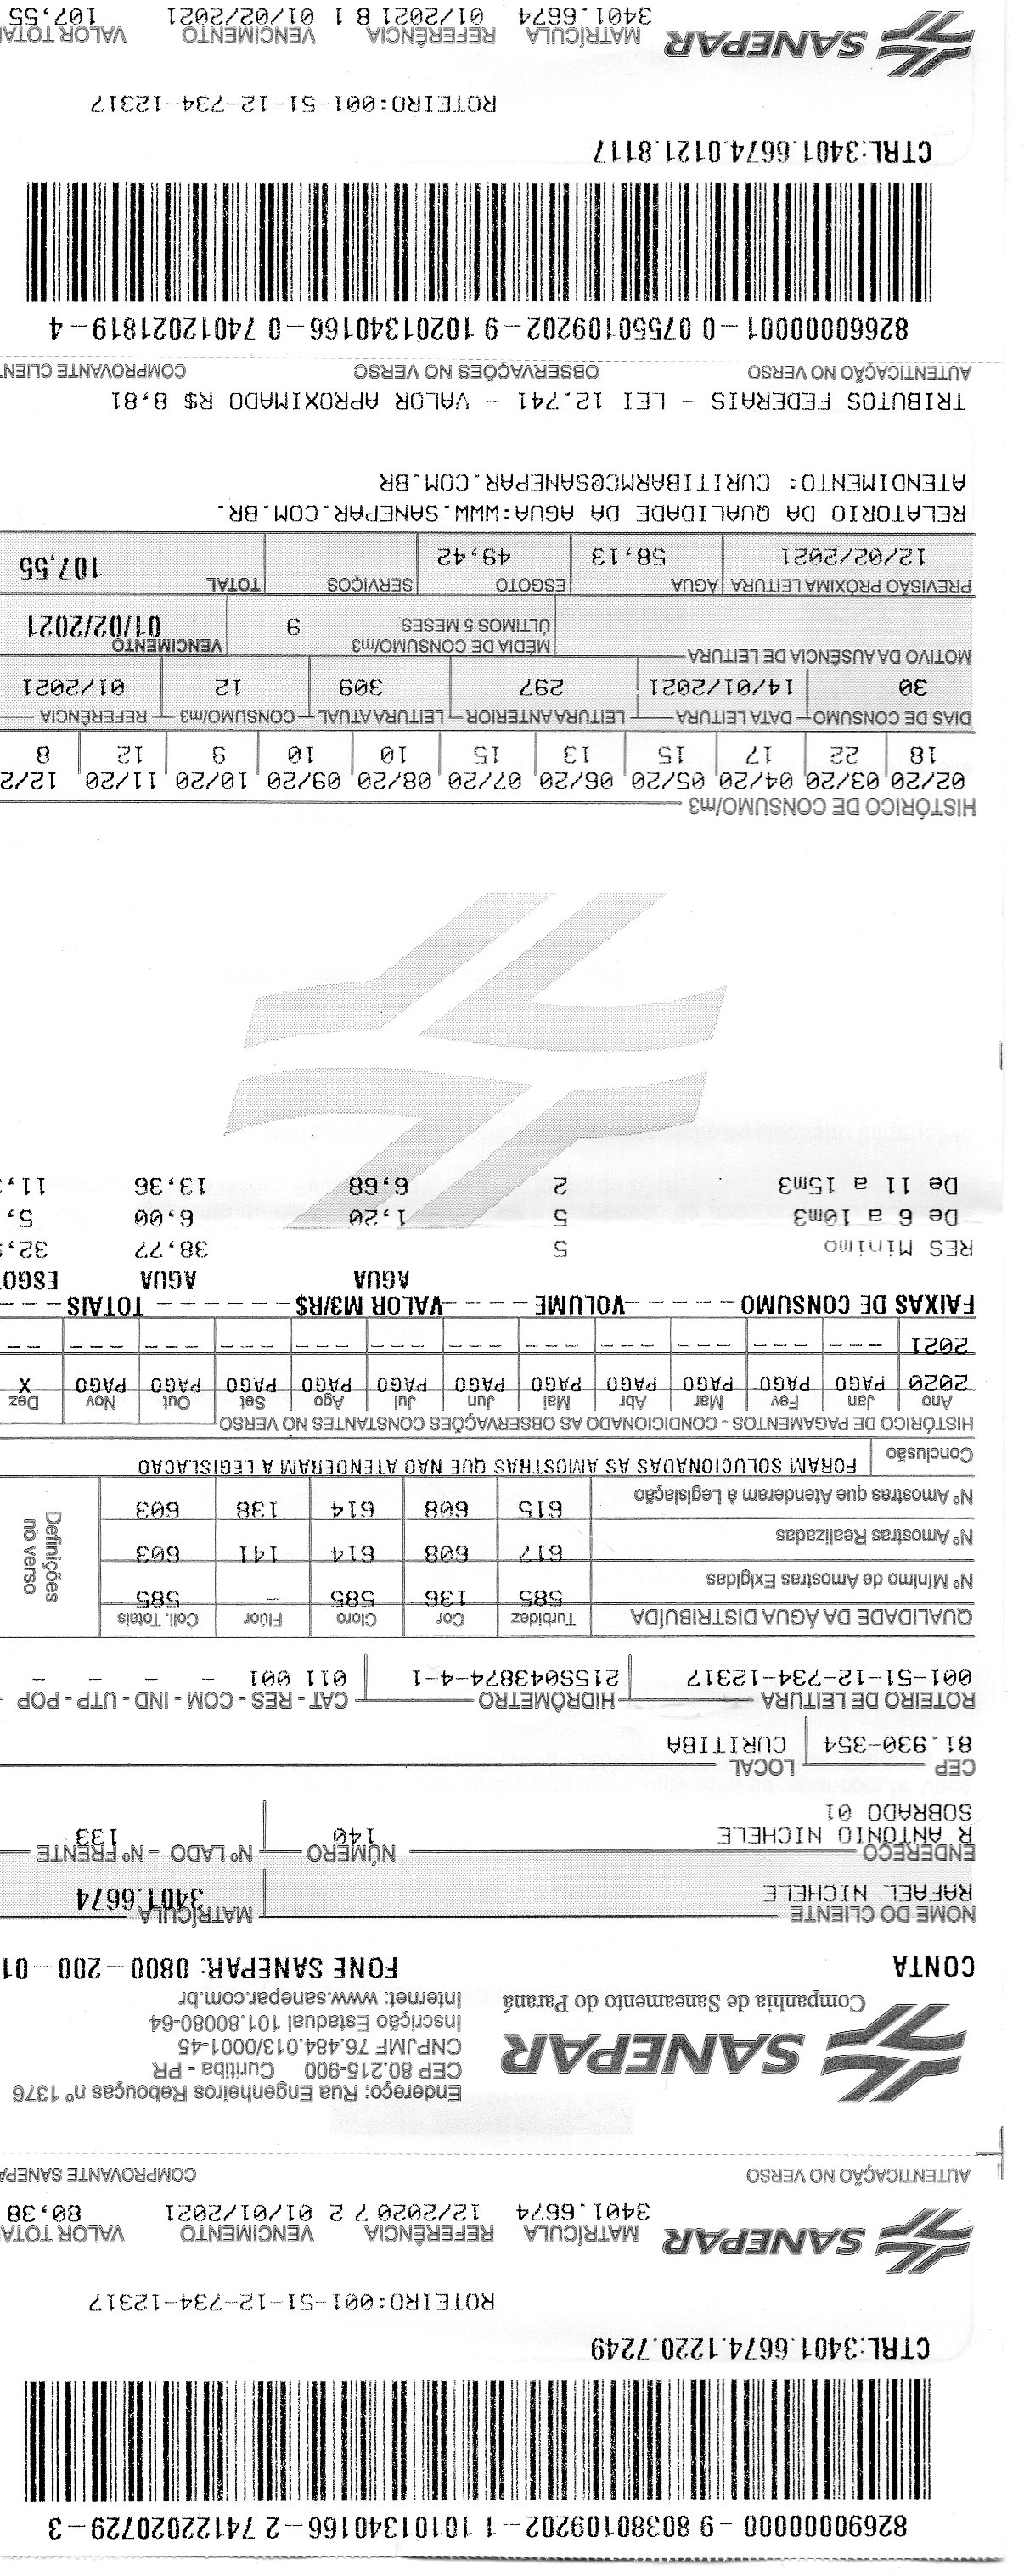 82690000000-9 80380109202-1 10101340166-2 74122020729-3
CTRL:3401.6674.1220.7249
ROTEIRO:001-51-12-734-12317
SANEPAR MATRÍCULA REFERÊNCIA VENCIMENTO VALOR TOTA
3401.6674 12/2020 7 2 01/01/2021 80,38
AUTENTICAÇÃO NO VERSO COMPROVANTE SANEPA
SANEPAR
Companhia de Saneamento do Paraná
Endereço: Rua Engenheiros Rebouças nº 1376
CEP 80.215-900 Curitiba - PR
CNPJMF 76.484.013/0001-45
Inscrição Estadual 101.80080-64
Internet: www.sanepar.com.br
CONTA FONE SANEPAR: 0800-200-01
NOME DO CLIENTE MATRÍCULA
RAFAEL NICHELE 3401.6674
ENDEREÇO NÚMERO Nº LADO - Nº FRENTE
R ANTONIO NICHELE 140 133
SOBRADO 01
CEP LOCAL
81.930-354 CURITIBA
ROTEIRO DE LEITURA HIDRÔMETRO CAT - RES - COM - IND - UTP - POP
001-51-12-734-12317 215S043874-4-1 011 001 - - - -
QUALIDADE DA ÁGUA DISTRIBUÍDA Turbidez Cor Cloro Flúor Coli. Totais
Nº Mínimo de Amostras Exigidas 585 136 585 - 585
Nº Amostras Realizadas 617 608 614 141 603
Nº Amostras que Atenderam à Legislação 615 608 614 138 603
Definições
no verso
Conclusão FORAM SOLUCIONADAS AS AMOSTRAS QUE NAO ATENDERAM A LEGISLACAO
HISTÓRICO DE PAGAMENTOS - CONDICIONADO AS OBSERVAÇÕES CONSTANTES NO VERSO
Ano Jan Fev Mar Abr Mai Jun Jul Ago Set Out Nov Dez
2020 PAGO PAGO PAGO PAGO PAGO PAGO PAGO PAGO PAGO PAGO PAGO X
2021 --- --- --- --- --- --- --- --- --- --- --- ---
FAIXAS DE CONSUMO - - - - - VOLUME - - - -VALOR M3/R$- - - - - - - TOTAIS - - - -
AGUA AGUA ESGO
RES Minimo 5 38,77 32,
De 6 a 10m3 5 1,20 6,00 5,
De 11 a 15m3 2 6,68 13,36 11,
HISTÓRICO DE CONSUMO/m3
02/20 03/20 04/20 05/20 06/20 07/20 08/20 09/20 10/20 11/20 12/2
18 22 17 15 13 15 10 10 9 12 8
DIAS DE CONSUMO DATA LEITURA LEITURA ANTERIOR LEITURA ATUAL CONSUMO/m3 REFERÊNCIA
30 14/01/2021 297 309 12 01/2021
MOTIVO DA AUSÊNCIA DE LEITURA MÉDIA DE CONSUMO/m3 VENCIMENTO
ÚLTIMOS 5 MESES 9 01/02/2021
PREVISÃO PRÓXIMA LEITURA ÁGUA ESGOTO SERVIÇOS TOTAL
12/02/2021 58,13 49,42 107,55
RELATORIO DA QUALIDADE DA AGUA:WWW.SANEPAR.COM.BR.
ATENDIMENTO: CURITIBARMC@SANEPAR.COM.BR
TRIBUTOS FEDERAIS - LEI 12.741 - VALOR APROXIMADO R$ 8,81
AUTENTICAÇÃO NO VERSO OBSERVAÇÕES NO VERSO COMPROVANTE CLIENT
82660000001-0 07550109202-9 10201340166-0 74012021819-4
CTRL:3401.6674.0121.8117
ROTEIRO:001-51-12-734-12317
SANEPAR MATRÍCULA REFERÊNCIA VENCIMENTO VALOR TOTA
3401.6674 01/2021 8 1 01/02/2021 107,55